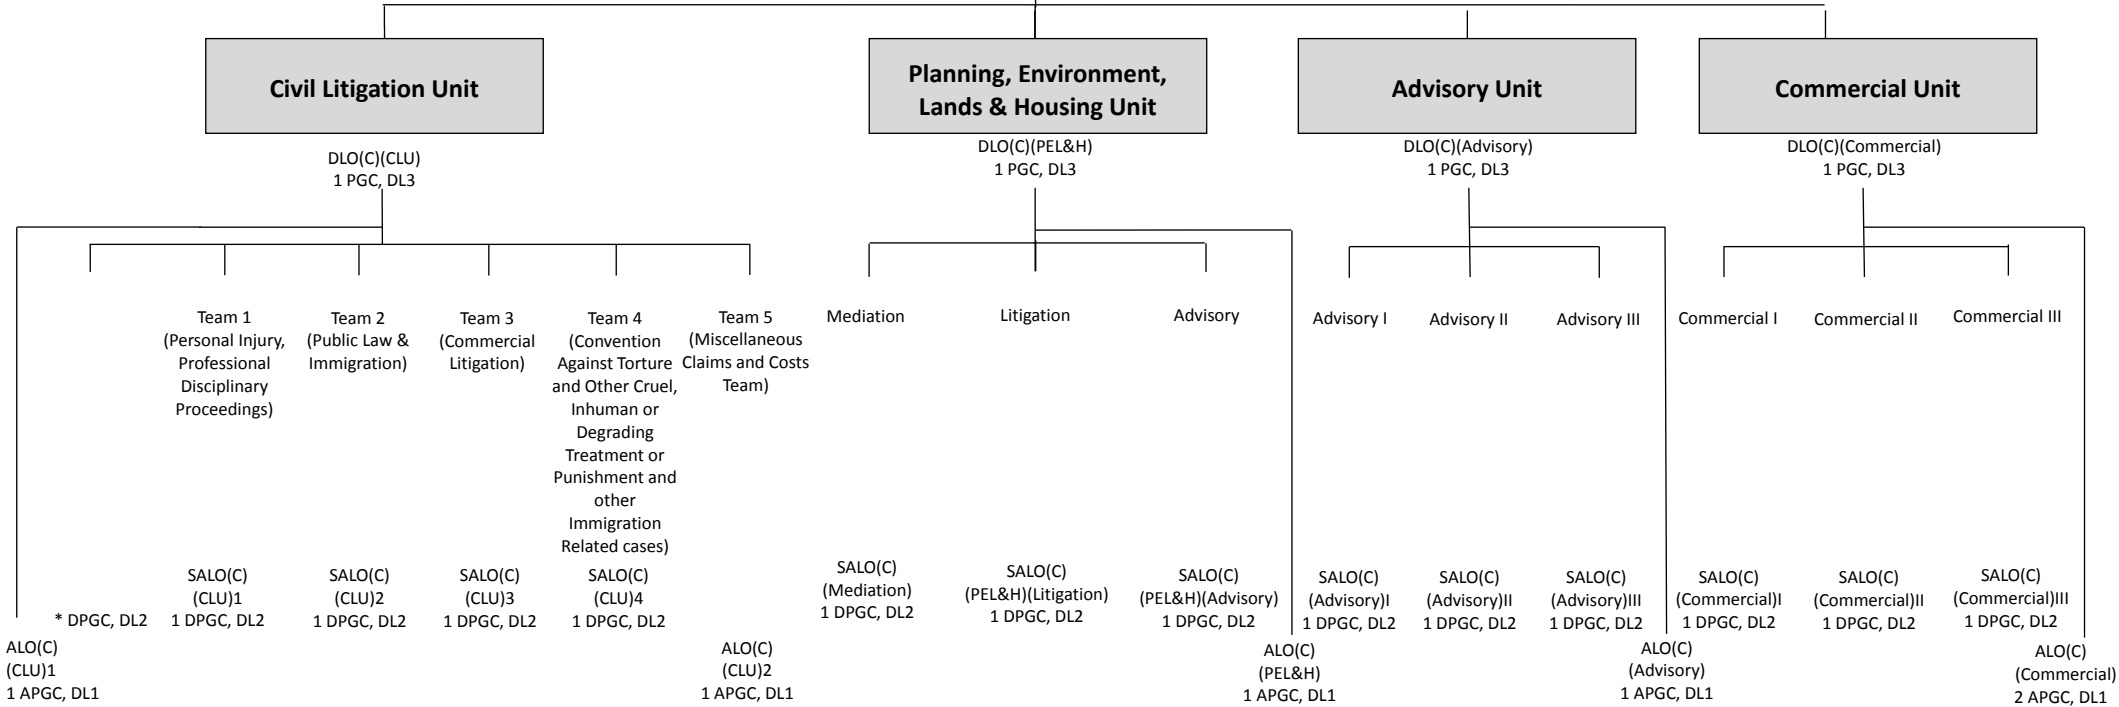 Civil Litigation Unit
DLO(C)(CLU)
1 PGC, DL3
Planning, Environment,
Lands & Housing Unit
DLO(C)(PEL&H)
1 PGC, DL3
Advisory Unit
DLO(C)(Advisory)
1 PGC, DL3
Commercial Unit
DLO(C)(Commercial)
1 PGC, DL3
ALO(C)
(CLU)1
1 APGC, DL1
* DPGC, DL2
Team 1
(Personal Injury,
Professional
Disciplinary
Proceedings)
SALO(C)
(CLU)1
1 DPGC, DL2
Team 2
(Public Law &
Immigration)
SALO(C)
(CLU)2
1 DPGC, DL2
Team 3
(Commercial
Litigation)
SALO(C)
(CLU)3
1 DPGC, DL2
Team 4
(Convention
Against Torture
and Other Cruel,
Inhuman or
Degrading
Treatment or
Punishment and
other
Immigration
Related cases)
SALO(C)
(CLU)4
1 DPGC, DL2
Team 5
(Miscellaneous
Claims and Costs
Team)
ALO(C)
(CLU)2
1 APGC, DL1
Mediation
SALO(C)
(Mediation)
1 DPGC, DL2
Litigation
SALO(C)
(PEL&H)(Litigation)
1 DPGC, DL2
Advisory
SALO(C)
(PEL&H)(Advisory)
1 DPGC, DL2
ALO(C)
(PEL&H)
1 APGC, DL1
Advisory I
SALO(C)
(Advisory)I
1 DPGC, DL2
Advisory II
SALO(C)
(Advisory)II
1 DPGC, DL2
Advisory III
SALO(C)
(Advisory)III
1 DPGC, DL2
ALO(C)
(Advisory)
1 APGC, DL1
Commercial I
SALO(C)
(Commercial)I
1 DPGC, DL2
Commercial II
SALO(C)
(Commercial)II
1 DPGC, DL2
Commercial III
SALO(C)
(Commercial)III
1 DPGC, DL2
ALO(C)
(Commercial)
2 APGC, DL1